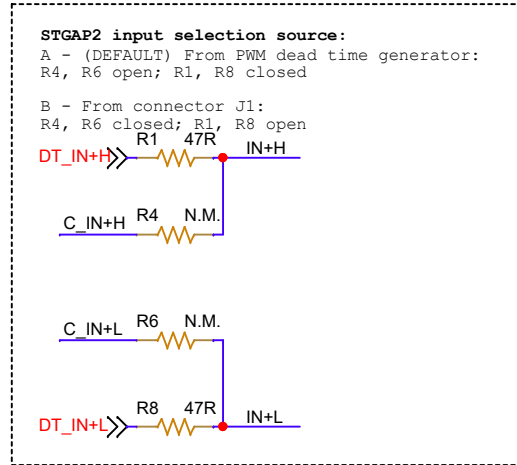 STGAP2 input selection source:
A - (DEFAULT) From PWM dead time generator:
R4, R6 open; R1, R8 closed
B - From connector J1:
R4, R6 closed; R1, R8 open
R1 47R
DT_IN+H IN+H
C_IN+H R4 N.M.
C_IN+L R6 N.M.
R8 47R
DT_IN+L IN+L